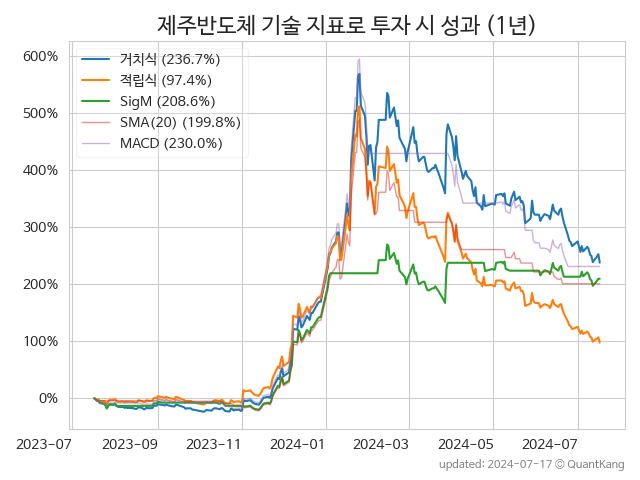 제주반도체 기술 지표로 투자 시 성과 (1년)
600%
500%
400%
300%
200%
100%
0%
거치식 (236.7%)
적립식 (97.4%)
SigM (208.6%)
SMA(20) (199.8%)
MACD (230.0%)
2023-07
2023-09
2023-11
2024-01
2024-03
2024-05
2024-07
updated: 2024-07-17 © QuantKang